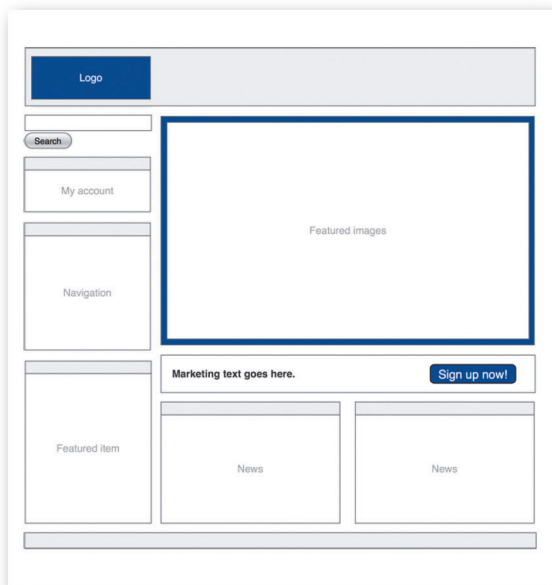 Logo
Search
My account
Navigation
Featured item
Featured images
Marketing text goes here.
Sign up now!
News
News